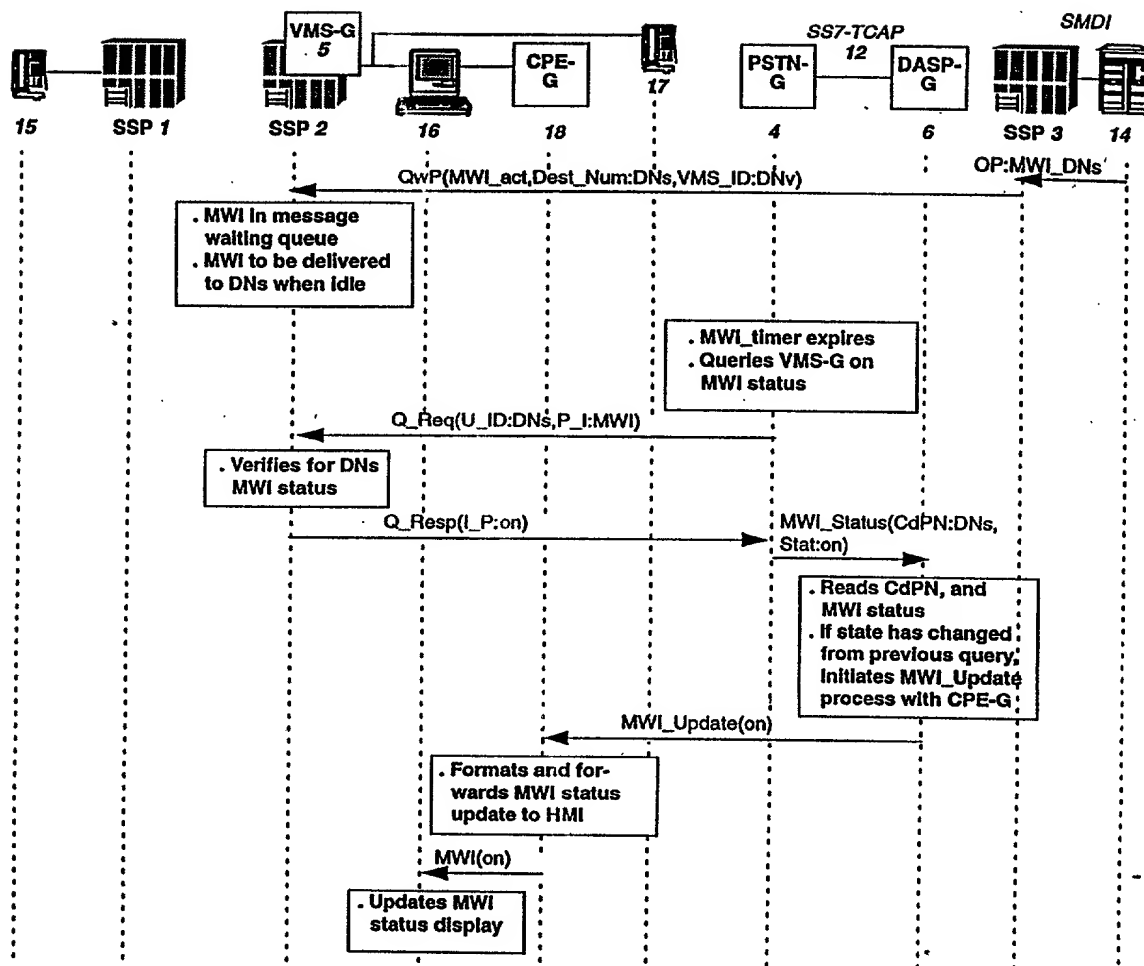 VMS-G
5
SS7-TCAP
12
SMDI
CPE-
G
PSTN-
G
DASP-
G
15
SSP 1
SSP 2
16
18
17
4
6
SSP 3
14
OP:MWI_DNs
QwP(MWI_act,Dest_Num:DNs,VMS_ID:DNv)
. MWI in message
waiting queue
. MWI to be delivered
to DNs when idle
. MWI_timer expires
. Queries VMS-G on
MWI status
Q_Req(U_ID:DNs,P_I:MWI)
. Verifies for DNs
MWI status
Q_Resp(I_P:on)
MWI_Status(CdPN:DNs,
Stat:on)
. Reads CdPN, and
MWI status
. If state has changed
from previous query,
initiates MWI_Update
process with CPE-G
MWI_Update(on)
. Formats and for-
wards MWI status
update to HMI
MWI(on)
. Updates MWI
status display